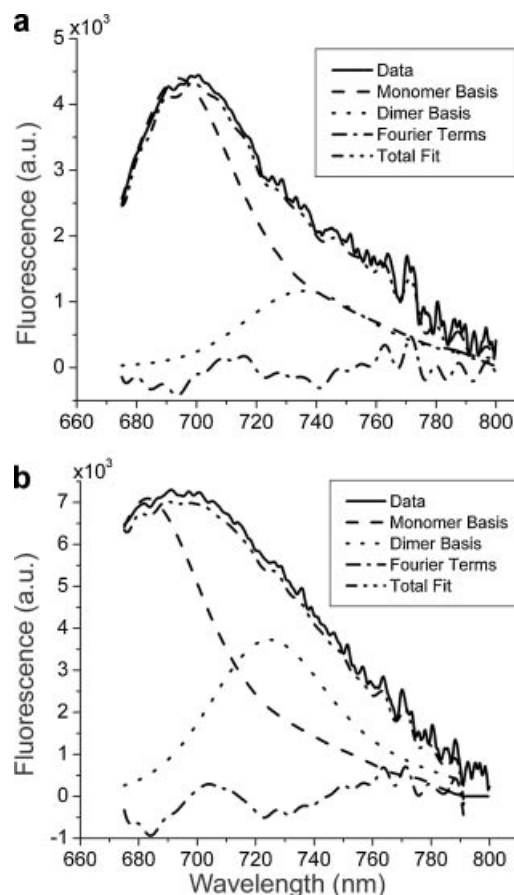 a
×10³
5
4
3
2
1
0
Fluorescence (a.u.)
Data
Monomer Basis
Dimer Basis
Fourier Terms
Total Fit
660 680 700 720 740 760 780 800
b
×10³
7
6
5
4
3
2
1
0
-1
Fluorescence (a.u.)
Data
Monomer Basis
Dimer Basis
Fourier Terms
Total Fit
660 680 700 720 740 760 780 800
Wavelength (nm)